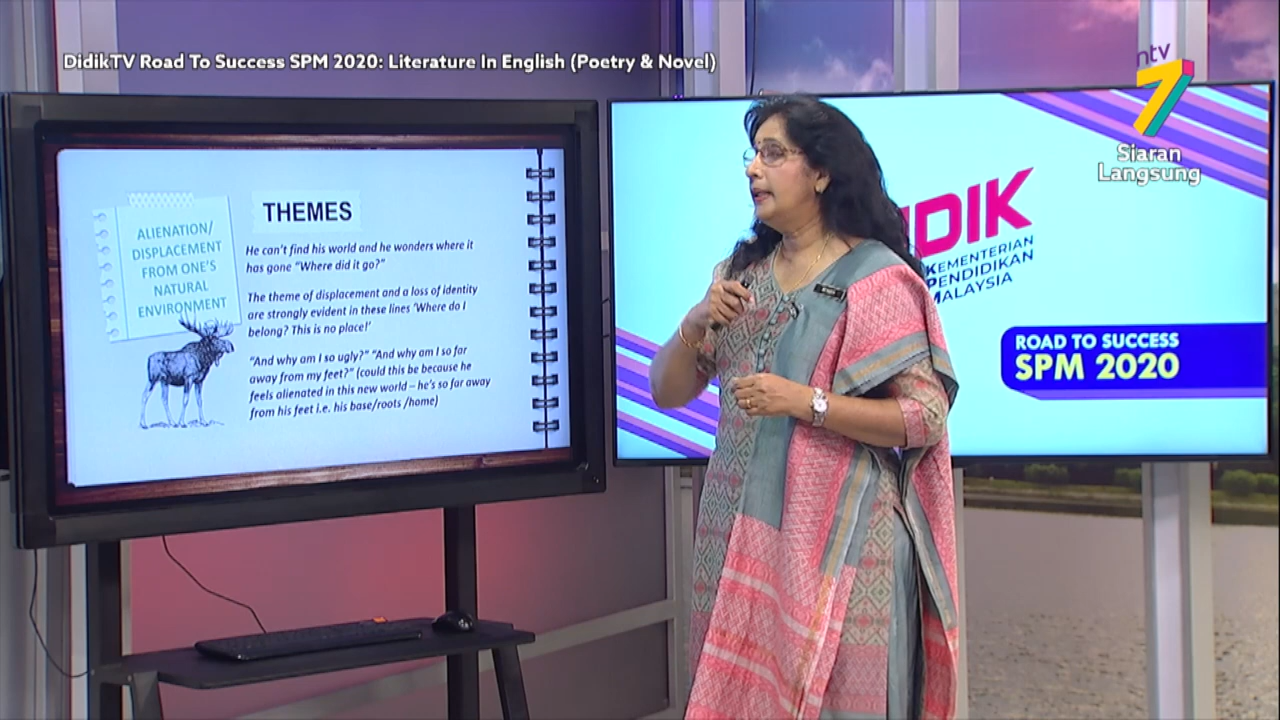 DidikTV Road To Success SPM 2020: Literature In English (Poetry & Novel)
ntv
7
Siaran
Langsung
ALIENATION/
DISPLACEMENT
FROM ONE'S
NATURAL
ENVIRONMENT
THEMES
He can't find his world and he wonders where it
has gone "Where did it go?"
The theme of displacement and a loss of identity
are strongly evident in these lines 'Where do I
belong? This is no place!'
"And why am I so ugly?" "And why am I so far
away from my feet?" (could this be because he
feels alienated in this new world – he's so far away
from his feet i.e. his base/roots /home)
IDIK
KEMENTERIAN
PENDIDIKAN
MALAYSIA
ROAD TO SUCCESS
SPM 2020